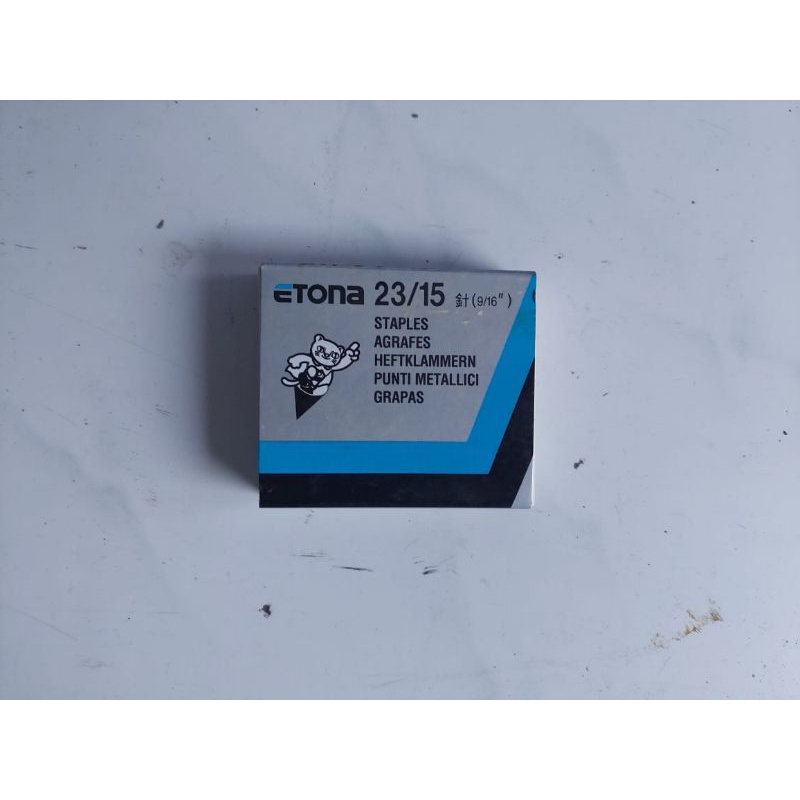 ETONA 23/15 針(9/16")
STAPLES
AGRAFES
HEFTKLAMMERN
PUNTI METALLICI
GRAPAS